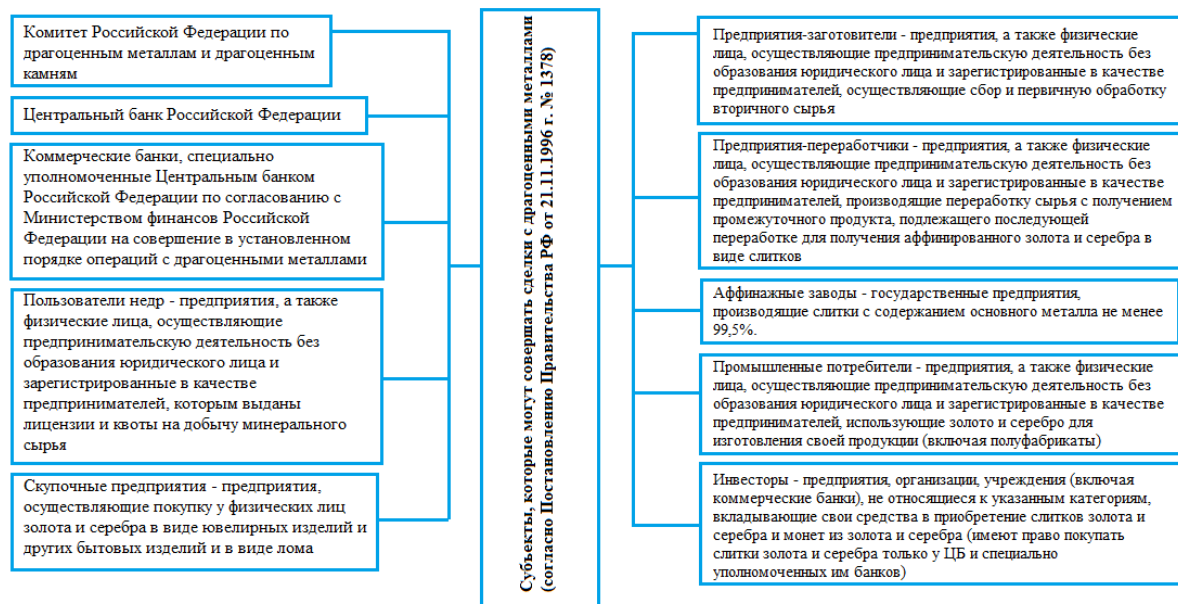 Комитет Российской Федерации по
драгоценным металлам и драгоценным
камням
Центральный банк Российской Федерации
Коммерческие банки, специально
уполномоченные Центральным банком
Российской Федерации по согласованию с
Министерством финансов Российской
Федерации на совершение в установленном
порядке операций с драгоценными металлами
Пользователи недр - предприятия, а также
физические лица, осуществляющие
предпринимательскую деятельность без
образования юридического лица и
зарегистрированные в качестве
предпринимателей, которым выданы
лицензии и квоты на добычу минерального
сырья
Скупочные предприятия - предприятия,
осуществляющие покупку у физических лиц
золота и серебра в виде ювелирных изделий и
других бытовых изделий и в виде лома
Субъекты, которые могут совершать сделки с драгоценными металлами
(согласно Постановлению Правительства РФ от 21.11.1996 г. № 1378)
Предприятия-заготовители - предприятия, а также физические
лица, осуществляющие предпринимательскую деятельность без
образования юридического лица и зарегистрированные в качестве
предпринимателей, осуществляющие сбор и первичную обработку
вторичного сырья
Предприятия-переработчики - предприятия, а также физические
лица, осуществляющие предпринимательскую деятельность без
образования юридического лица и зарегистрированные в качестве
предпринимателей, производящие переработку сырья с получением
промежуточного продукта, подлежащего последующей
переработке для получения аффинированного золота и серебра в
виде слитков
Аффинажные заводы - государственные предприятия,
производящие слитки с содержанием основного металла не менее
99,5%.
Промышленные потребители - предприятия, а также физические
лица, осуществляющие предпринимательскую деятельность без
образования юридического лица и зарегистрированные в качестве
предпринимателей, использующие золото и серебро для
изготовления своей продукции (включая полуфабрикаты)
Инвесторы - предприятия, организации, учреждения (включая
коммерческие банки), не относящиеся к указанным категориям,
вкладывающие свои средства в приобретение слитков золота и
серебра и монет из золота и серебра (имеют право покупать
слитки золота и серебра только у ЦБ и специально
уполномоченных им банков)